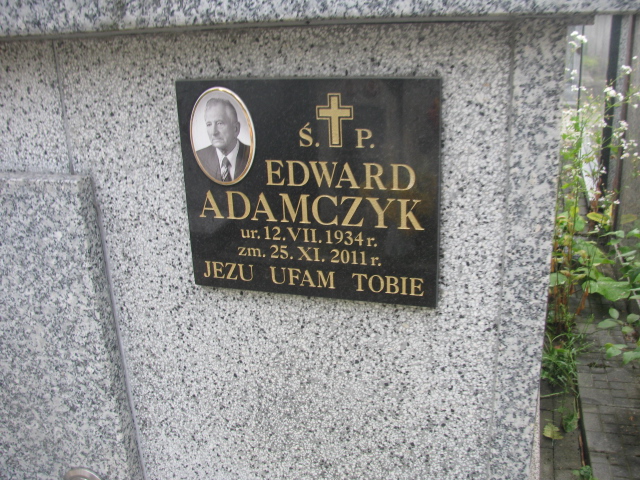 Ś. P.
EDWARD
ADAMCZYK
ur. 12. VII. 1934 r.
zm. 25. XI. 2011 r.
JEZU UFAM TOBIE